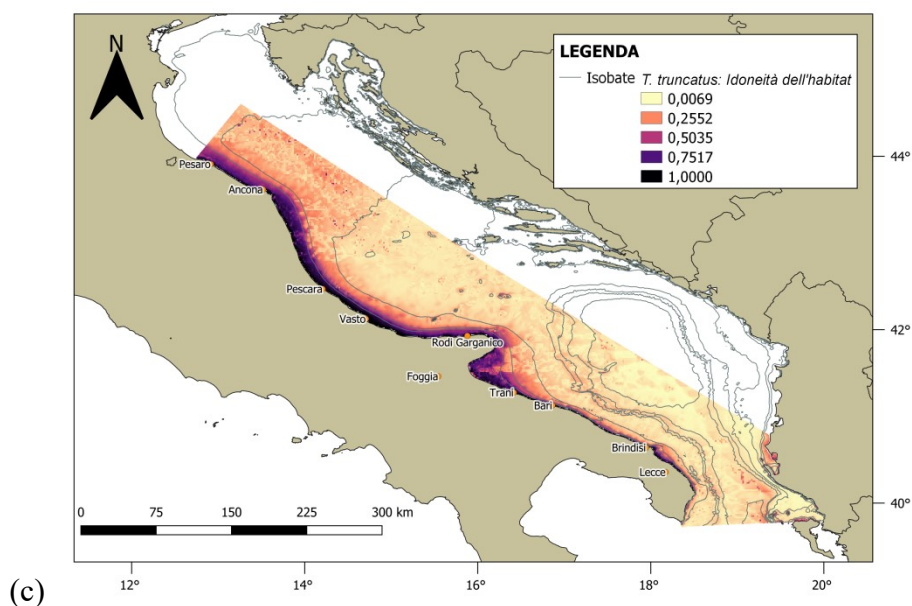 N
LEGENDA
Isobate T. truncatus: Idoneità dell'habitat
0,0069
0,2552
0,5035
0,7517
1,0000
Pesaro
44°
Ancona
Pescara
Vasto
42°
Rodi Garganico
Foggia
Trani
Bari
Brindisi
Lecce
40°
0 75 150 225 300 km
12° 14° 16° 18° 20°
(c)